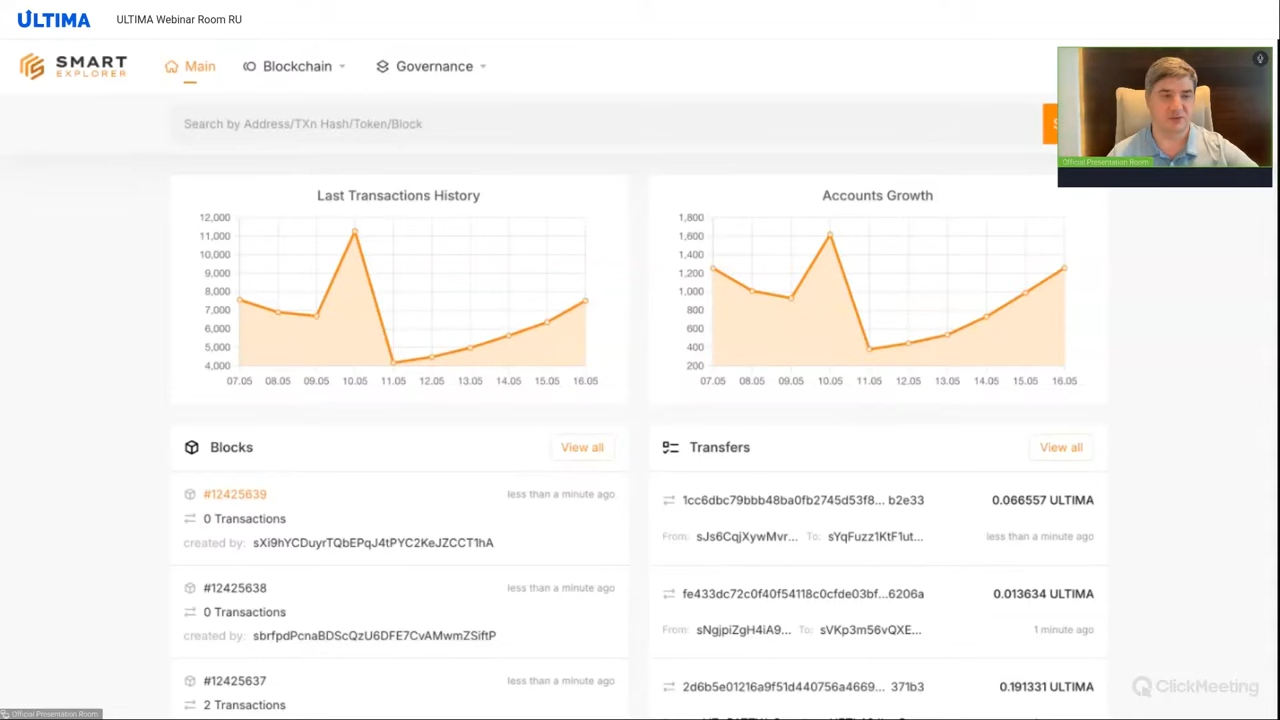 ULTIMA
ULTIMA Webinar Room RU
SMART
EXPLORER
Main
Blockchain
Governance
Search by Address/TXn Hash/Token/Block
Official Presentation Room
Last Transactions History
12,000
11,000
10,000
9,000
8,000
7,000
6,000
5,000
4,000
07.05 08.05 09.05 10.05 11.05 12.05 13.05 14.05 15.05 16.05
Accounts Growth
1,800
1,600
1,400
1,200
1,000
800
600
400
200
07.05 08.05 09.05 10.05 11.05 12.05 13.05 14.05 15.05 16.05
Blocks
View all
#12425639
less than a minute ago
0 Transactions
created by: sXi9hYCDuyrTQbEPqJ4tPYC2KeJZCCT1hA
#12425638
less than a minute ago
0 Transactions
created by: sbrfpdPcnaBDScQzU6DFE7CvAMwmZSiftP
#12425637
less than a minute ago
2 Transactions
Transfers
View all
1cc6dbc79bbb48ba0fb2745d53f8... b2e33
0.066557 ULTIMA
From: sJs6CqjXywMvr... To: sYqFuzz1KtF1ut...
less than a minute ago
fe433dc72c0f40f54118c0cfde03bf...6206a
0.013634 ULTIMA
From: sNgjpiZgH4iA9... To: sVKp3m56vQXE...
1 minute ago
2d6b5e01216a9f51d440756a4669... 371b3
0.191331 ULTIMA
ClickMeeting
Official Presentation Room